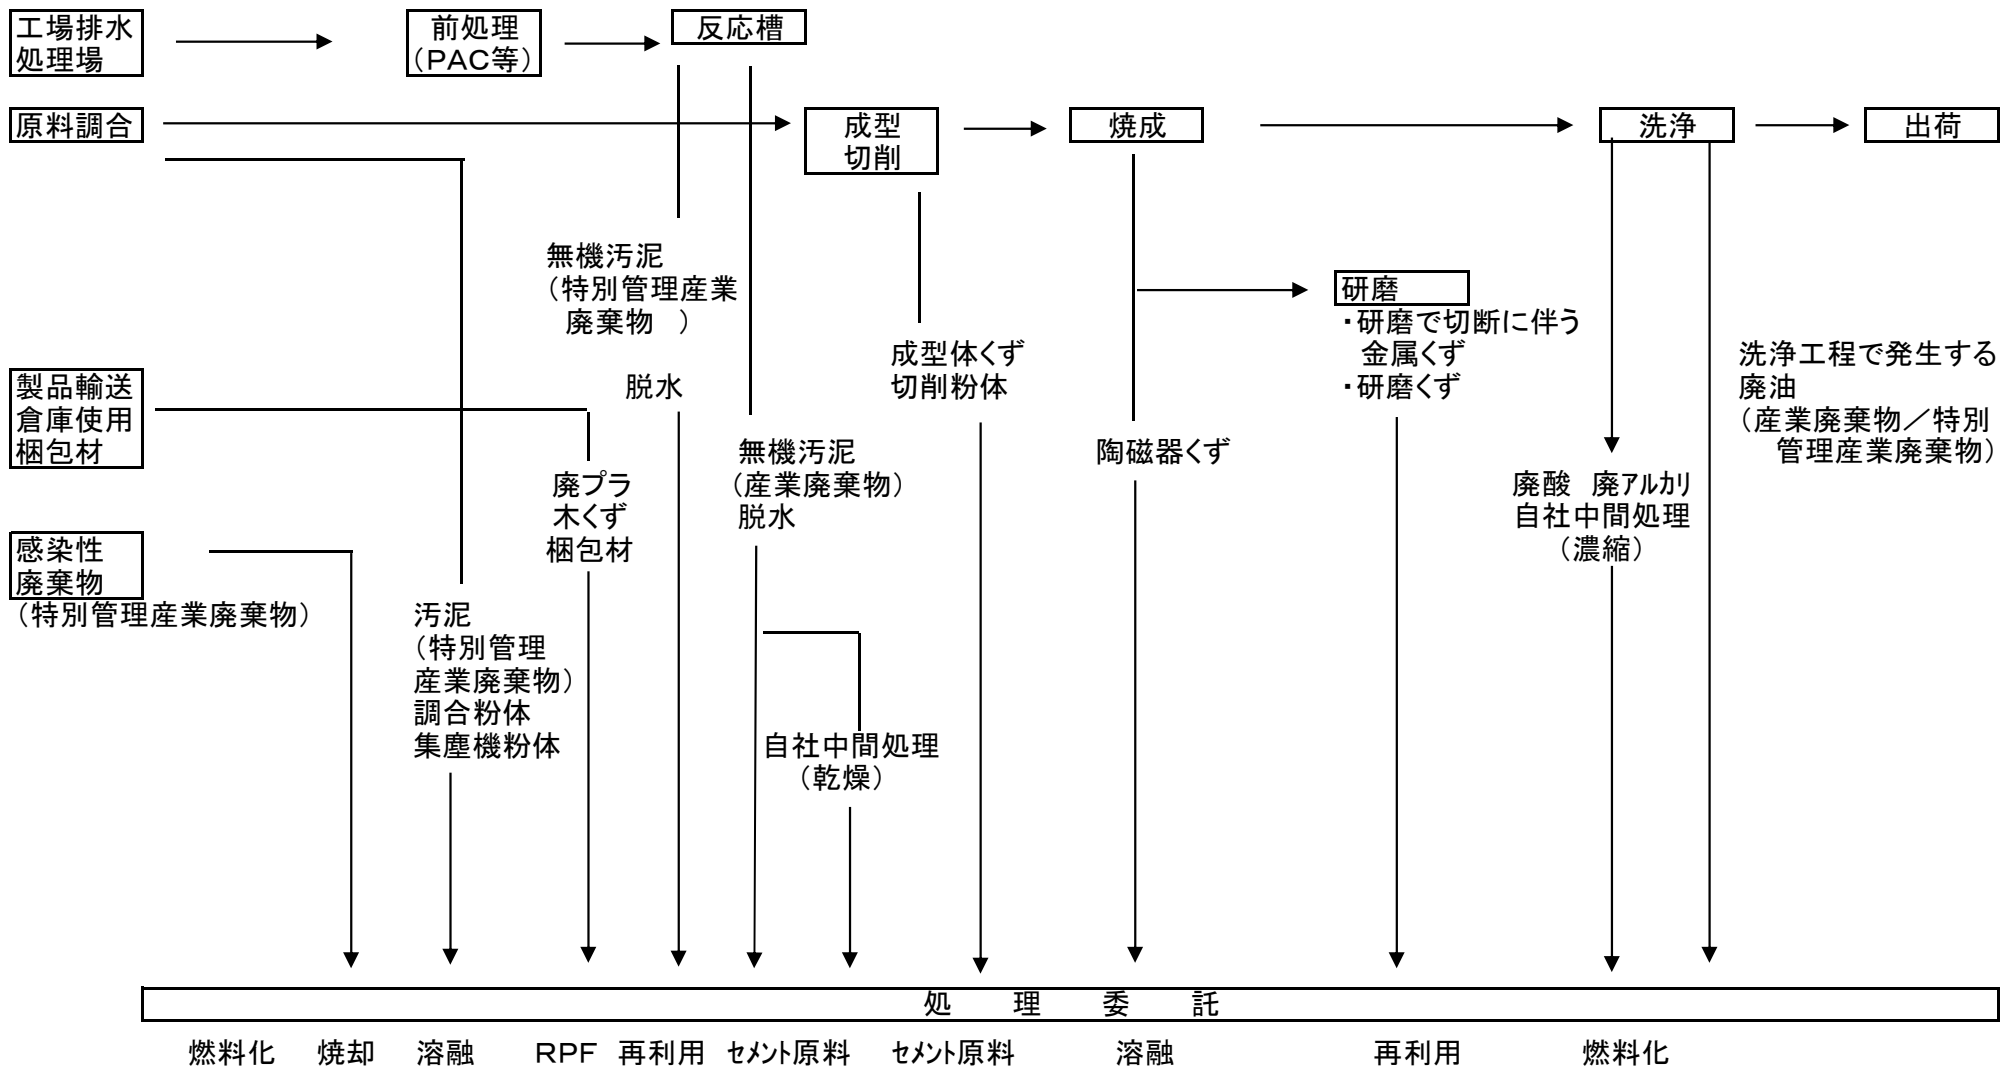 工場排水
処理場
前処理
（PAC等）
反応槽
原料調合
成型
切削
焼成
洗浄
出荷
無機汚泥
（特別管理産業
廃棄物　）
脱水
研磨
・研磨で切断に伴う
金属くず
・研磨くず
成型体くず
切削粉体
洗浄工程で発生する
廃油
（産業廃棄物／特別
管理産業廃棄物）
製品輸送
倉庫使用
梱包材
無機汚泥
（産業廃棄物）
脱水
陶磁器くず
廃プラ
木くず
梱包材
廃酸　廃アルカリ
自社中間処理
（濃縮）
感染性
廃棄物
（特別管理産業廃棄物）
汚泥
（特別管理
産業廃棄物）
調合粉体
集塵機粉体
自社中間処理
（乾燥）
処　理　委　託
燃料化　焼却　溶融　RPF　再利用　セメント原料　セメント原料　溶融　再利用　燃料化